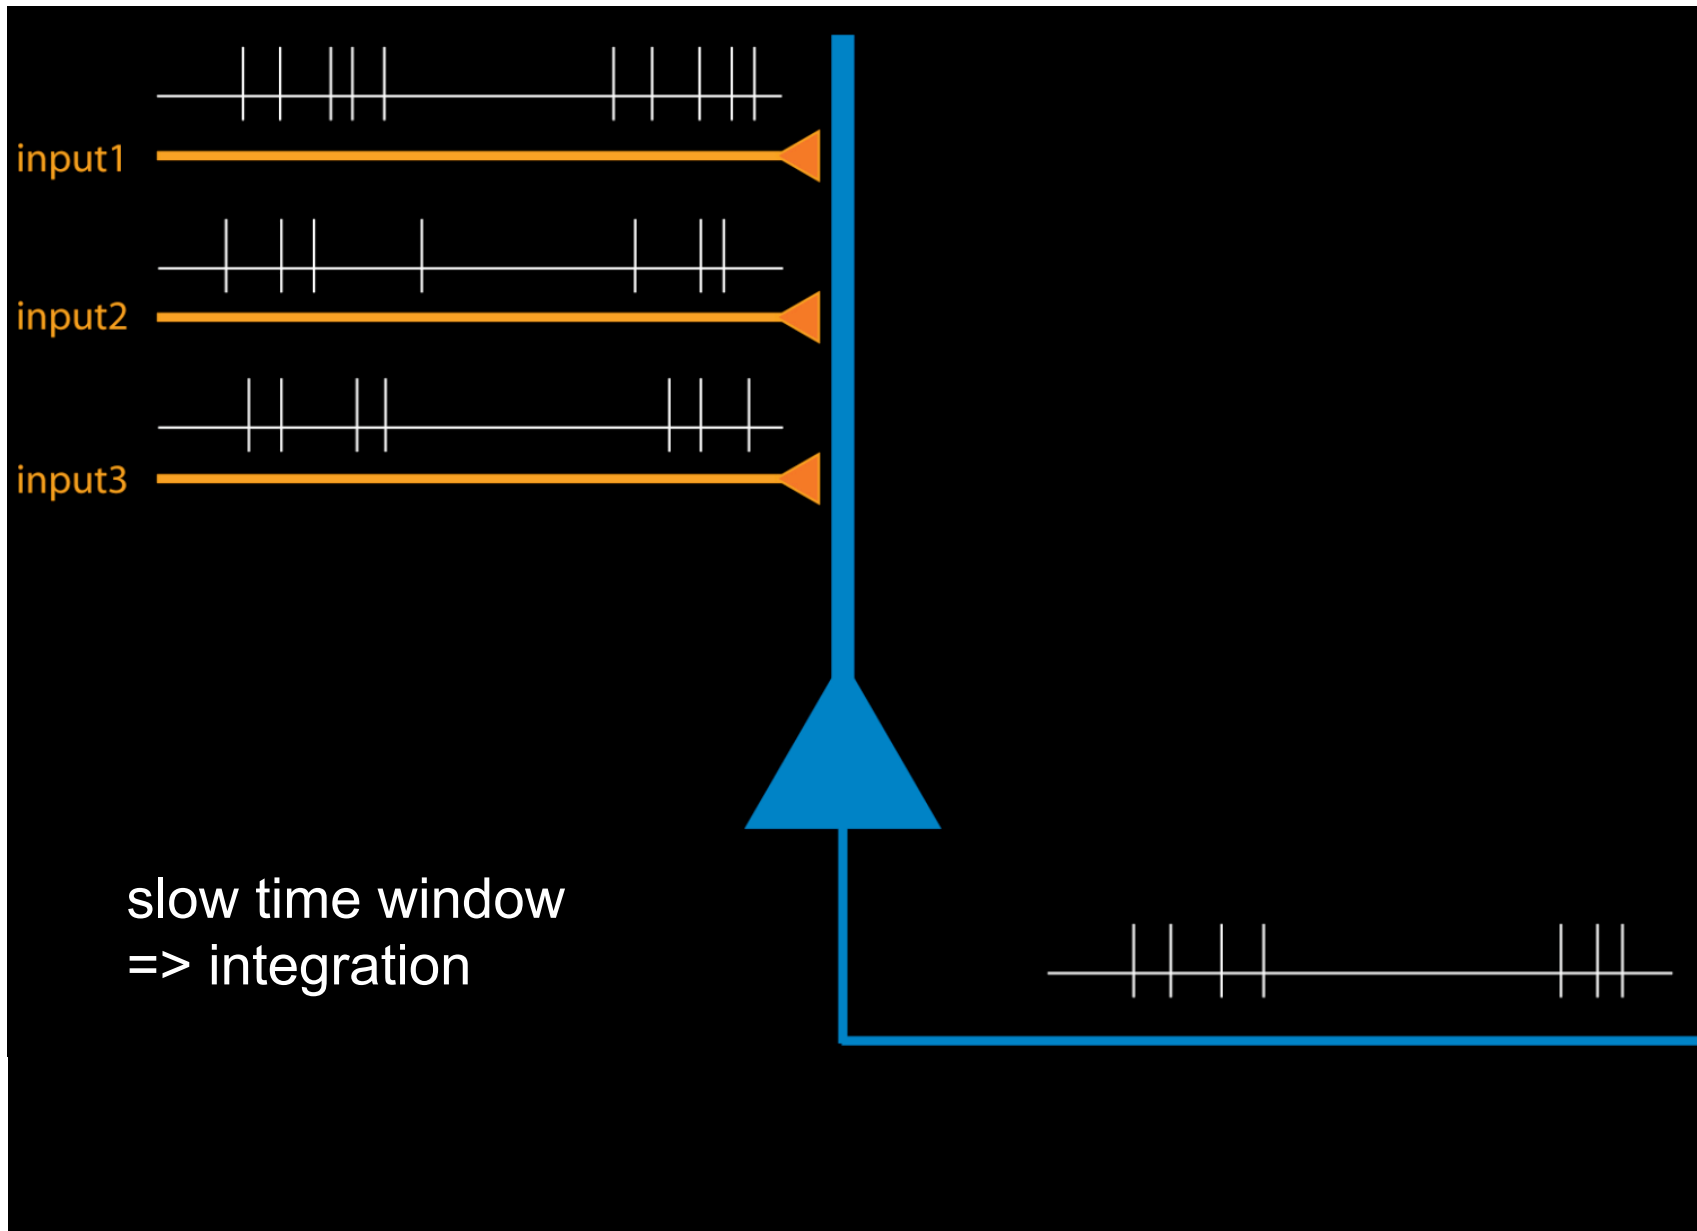 input1
input2
input3
slow time window
=> integration